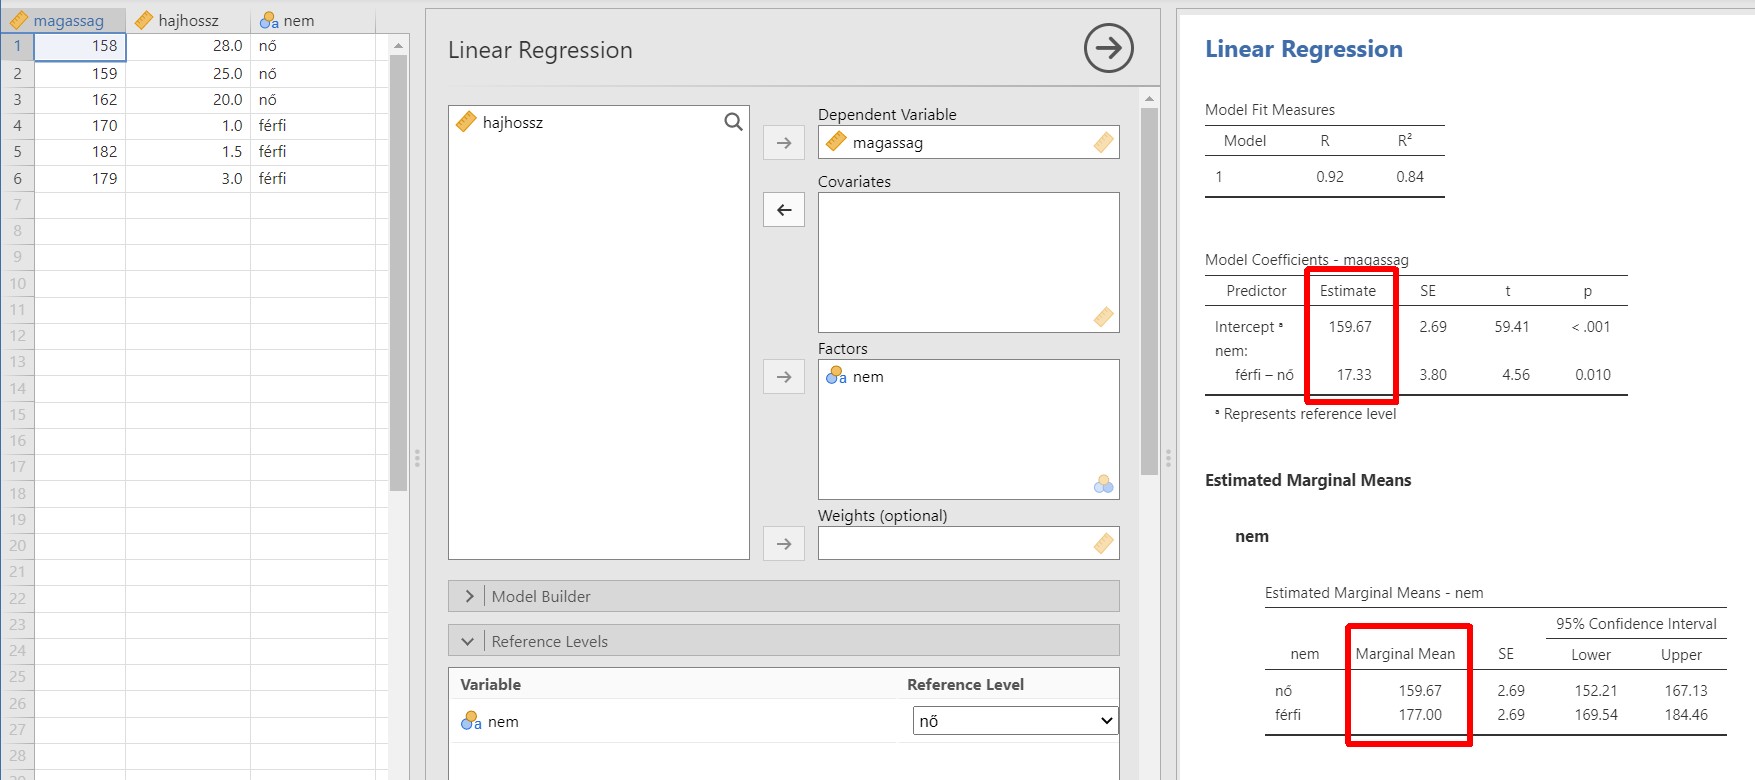 magassag hajhossz nem
1 158 28.0 nő
2 159 25.0 nő
3 162 20.0 nő
4 170 1.0 férfi
5 182 1.5 férfi
6 179 3.0 férfi
7
8
9
10
11
12
13
14
15
16
17
18
19
20
21
22
23
24
25
26
27
28
Linear Regression
hajhossz
Dependent Variable
magassag
Covariates
Factors
a nem
Weights (optional)
Model Builder
Reference Levels
Variable Reference Level
a nem nő
Linear Regression
Model Fit Measures
Model R R²
1 0.92 0.84
Model Coefficients - magassag
Predictor Estimate SE t p
Intercept ᵃ 159.67 2.69 59.41 < .001
nem:
férfi – nő 17.33 3.80 4.56 0.010
ᵃ Represents reference level
Estimated Marginal Means
nem
Estimated Marginal Means - nem
95% Confidence Interval
nem Marginal Mean SE Lower Upper
nő 159.67 2.69 152.21 167.13
férfi 177.00 2.69 169.54 184.46